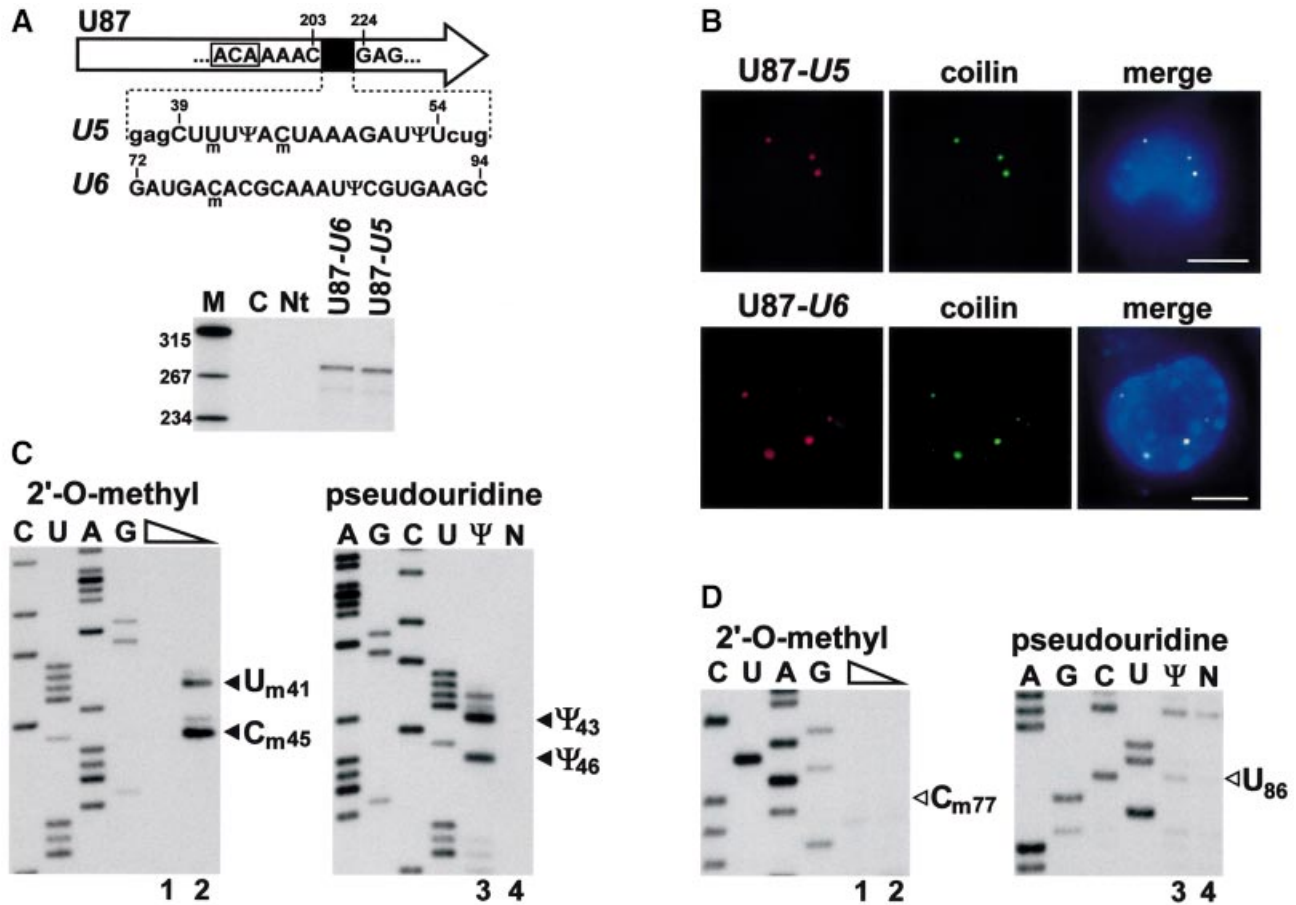 A
U87
203 224
...ACAAAAC GAG...
39 54
U5 gagCUUUΨACUAAAGAUΨUcug
m m
72 94
U6 GAUGACACGCAAAUΨCGUGAAGC
m
M C Nt U87-U6 U87-U5
315
267
234
B
U87-U5 coilin merge
U87-U6 coilin merge
C
2'-O-methyl pseudouridine
C U A G A G C U Ψ N
Um41
Cm45
Ψ43
Ψ46
1 2 3 4
D
2'-O-methyl pseudouridine
C U A G A G C U Ψ N
Cm77
U86
1 2 3 4